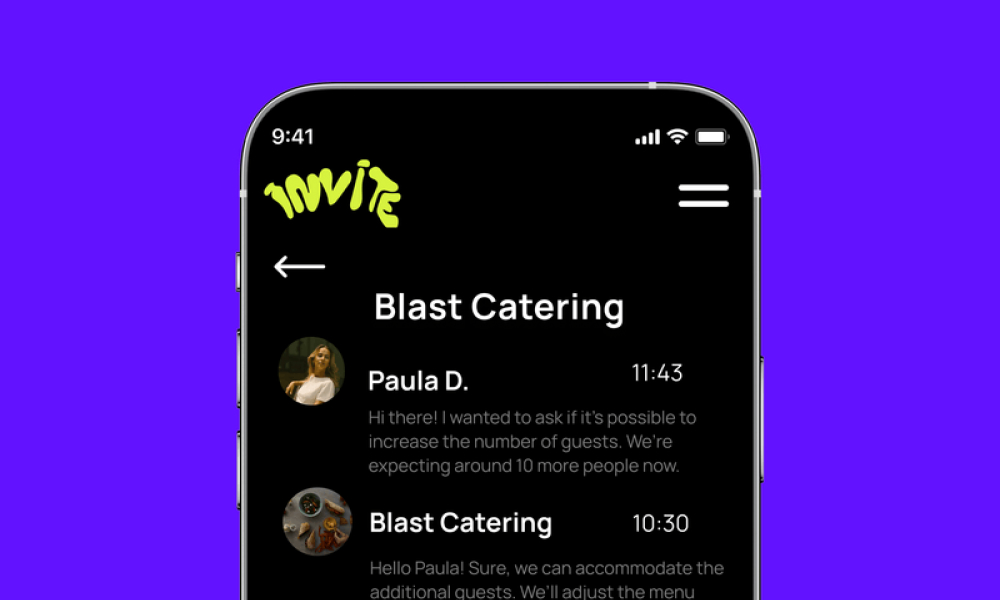 9:41
INVITE
Blast Catering
Paula D.
11:43
Hi there! I wanted to ask if it's possible to
increase the number of guests. We're
expecting around 10 more people now.
Blast Catering
10:30
Hello Paula! Sure, we can accommodate the
additional guests. We'll adjust the menu